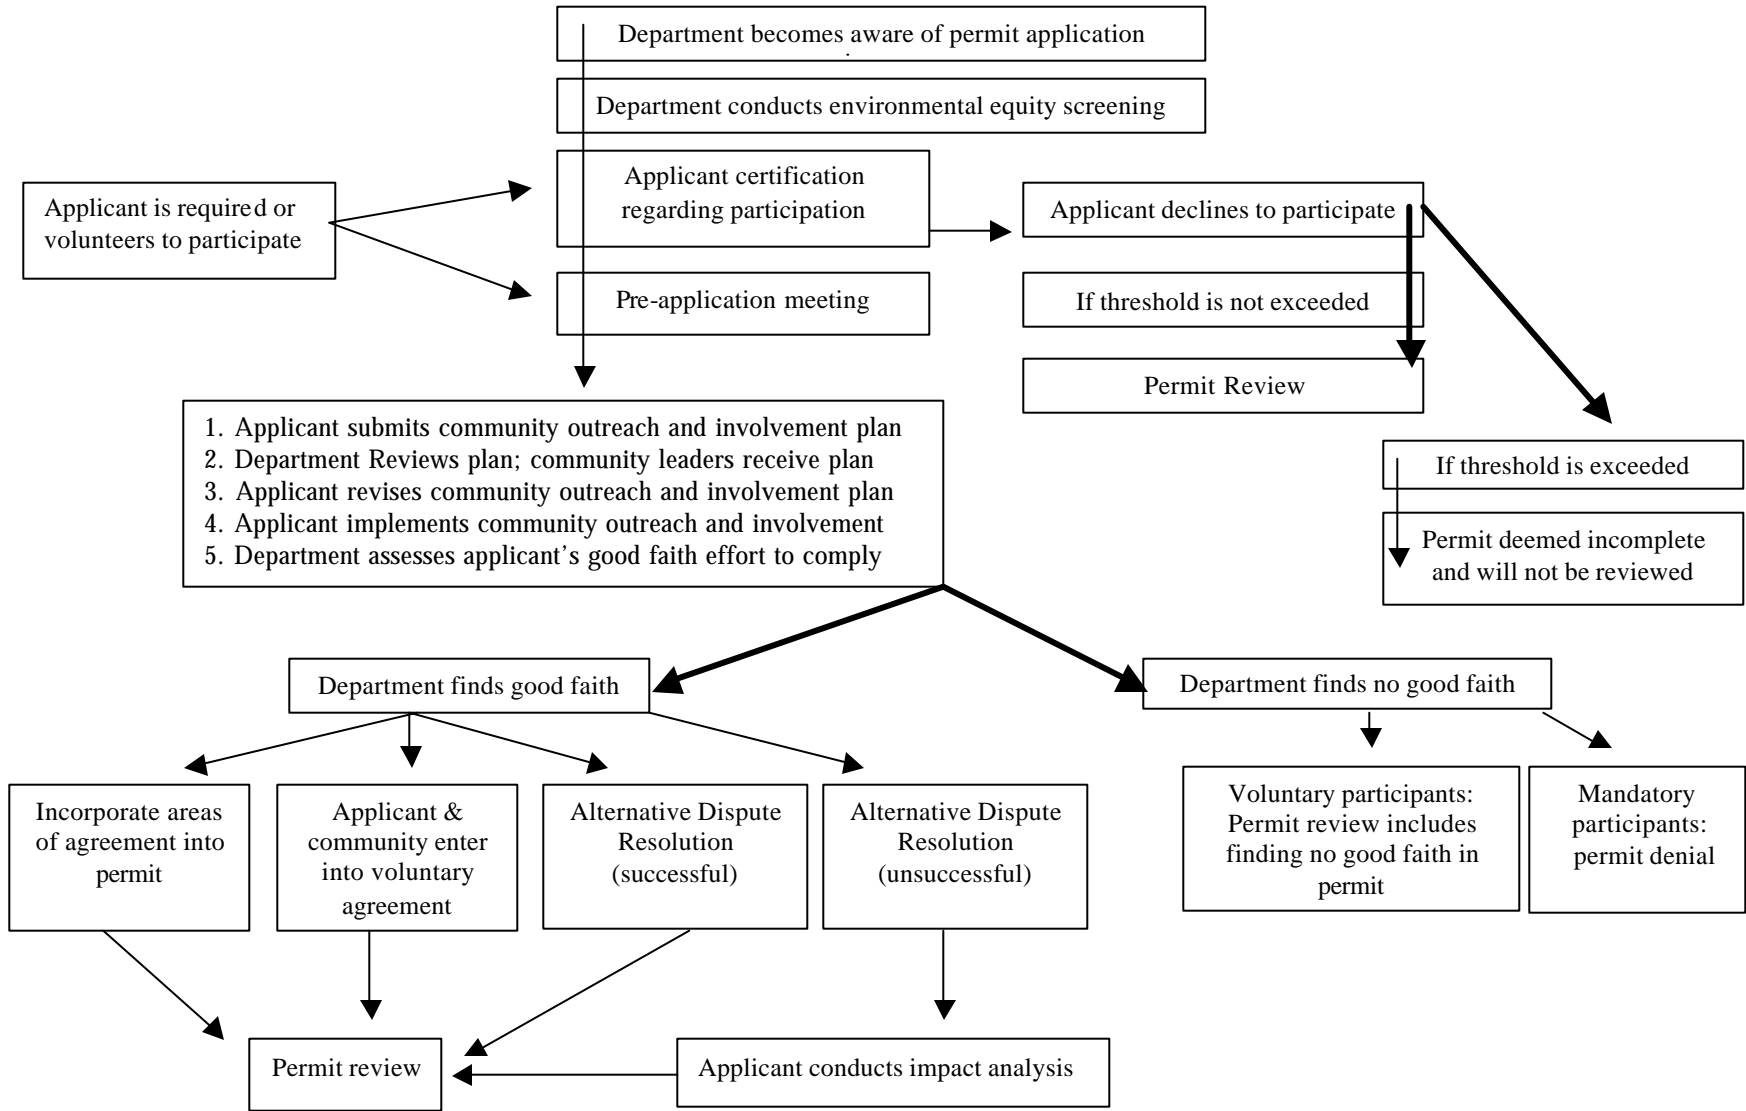 Department becomes aware of permit application
Department conducts environmental equity screening
Applicant certification
regarding participation
Applicant is required or
volunteers to participate
Applicant declines to participate
Pre-application meeting
If threshold is not exceeded
Permit Review
1. Applicant submits community outreach and involvement plan
2. Department Reviews plan; community leaders receive plan
3. Applicant revises community outreach and involvement plan
4. Applicant implements community outreach and involvement
5. Department assesses applicant's good faith effort to comply
If threshold is exceeded
Permit deemed incomplete
and will not be reviewed
Department finds good faith
Department finds no good faith
Incorporate areas
of agreement into
permit
Applicant &
community enter
into voluntary
agreement
Alternative Dispute
Resolution
(successful)
Alternative Dispute
Resolution
(unsuccessful)
Voluntary participants:
Permit review includes
finding no good faith in
permit
Mandatory
participants:
permit denial
Permit review
Applicant conducts impact analysis